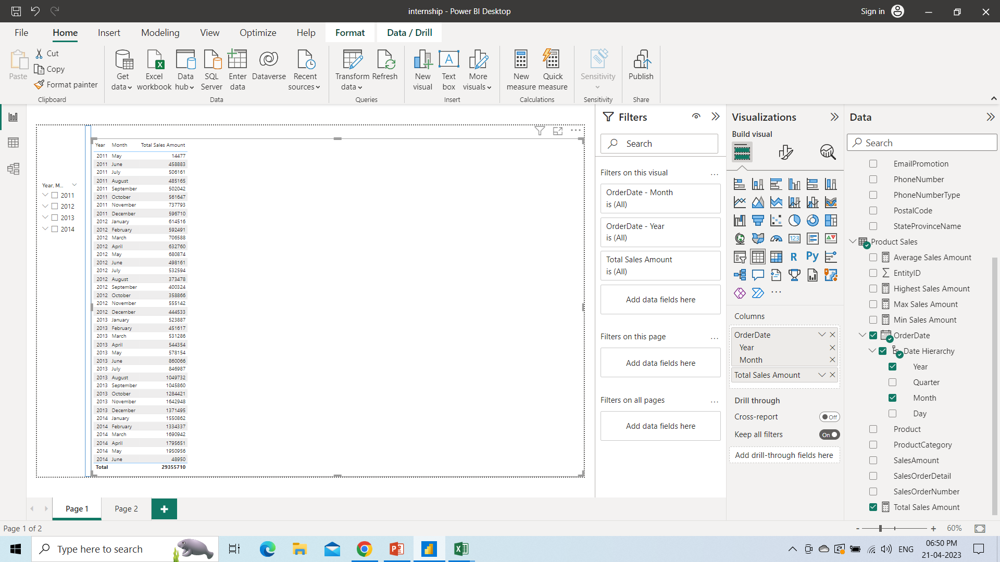 internship - Power BI Desktop
Sign in
File Home Insert Modeling View Optimize Help Format Data / Drill
Paste
Cut
Copy
Format painter
Clipboard
Get data
Excel workbook
Data hub
SQL Server
Enter data
Dataverse
Recent sources
Data
Transform data
Refresh
Queries
New visual
Text box
More visuals
Insert
New measure
Quick measure
Calculations
Sensitivity
Sensitivity
Publish
Share
Year, M...
2011
2012
2013
2014
Year Month Total Sales Amount
2011 May 14477
2011 June 458883
2011 July 506161
2011 August 485165
2011 September 502042
2011 October 561647
2011 November 737793
2011 December 596710
2012 January 614516
2012 February 592491
2012 March 706588
2012 April 632760
2012 May 680874
2012 June 498161
2012 July 532594
2012 August 373478
2012 September 400324
2012 October 358866
2012 November 555142
2012 December 444533
2013 January 523887
2013 February 451617
2013 March 531286
2013 April 544354
2013 May 578154
2013 June 860066
2013 July 846987
2013 August 1049732
2013 September 1045860
2013 October 1284421
2013 November 1642948
2013 December 1371495
2014 January 1550862
2014 February 1334337
2014 March 1690942
2014 April 1795651
2014 May 1950956
2014 June 48950
Total 29355710
Filters
Search
Filters on this visual ...
OrderDate - Month
is (All)
OrderDate - Year
is (All)
Total Sales Amount
is (All)
Add data fields here
Filters on this page ...
Add data fields here
Filters on all pages ...
Add data fields here
Visualizations
Build visual
123
R Py
...
Columns
OrderDate
Year
Month
Total Sales Amount
Drill through
Cross-report Off
Keep all filters On
Add drill-through fields here
Data
Search
EmailPromotion
PhoneNumber
PhoneNumberType
PostalCode
StateProvinceName
Product Sales
Average Sales Amount
EntityID
Highest Sales Amount
Max Sales Amount
Min Sales Amount
OrderDate
Date Hierarchy
Year
Quarter
Month
Day
Product
ProductCategory
SalesAmount
SalesOrderDetail
SalesOrderNumber
Total Sales Amount
Page 1 Page 2 +
Page 1 of 2
- + 60%
Type here to search
ENG
06:50 PM
21-04-2023